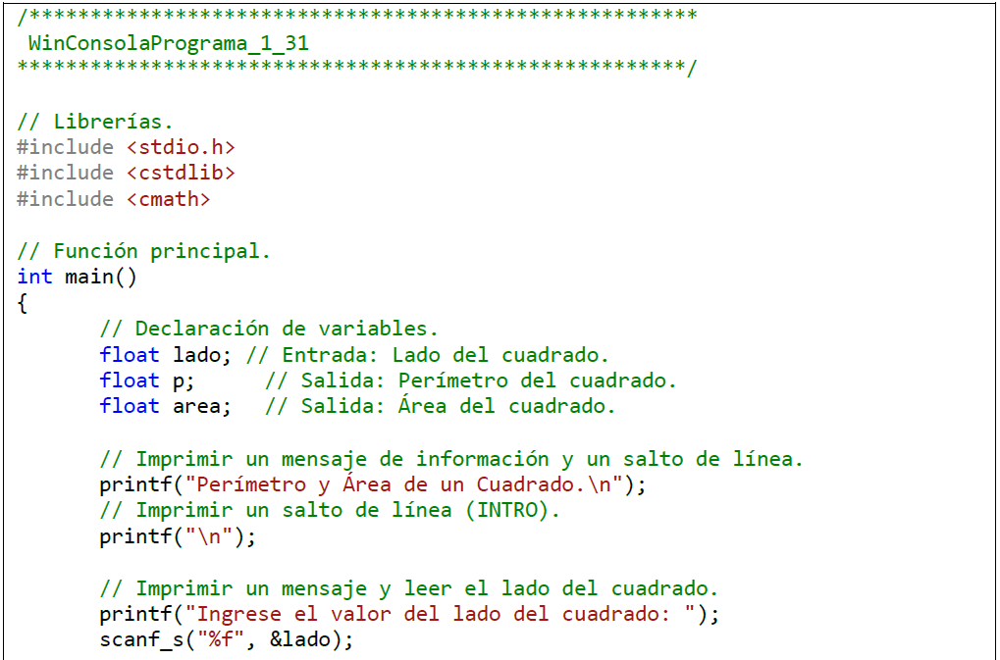 /*******************************************************
WinConsolaPrograma_1_31
*******************************************************/
// Librerías.
#include <stdio.h>
#include <cstdlib>
#include <cmath>
// Función principal.
int main()
{
// Declaración de variables.
float lado; // Entrada: Lado del cuadrado.
float p; // Salida: Perímetro del cuadrado.
float area; // Salida: Área del cuadrado.
// Imprimir un mensaje de información y un salto de línea.
printf("Perímetro y Área de un Cuadrado.\n");
// Imprimir un salto de línea (INTRO).
printf("\n");
// Imprimir un mensaje y leer el lado del cuadrado.
printf("Ingrese el valor del lado del cuadrado: ");
scanf_s("%f", &lado);